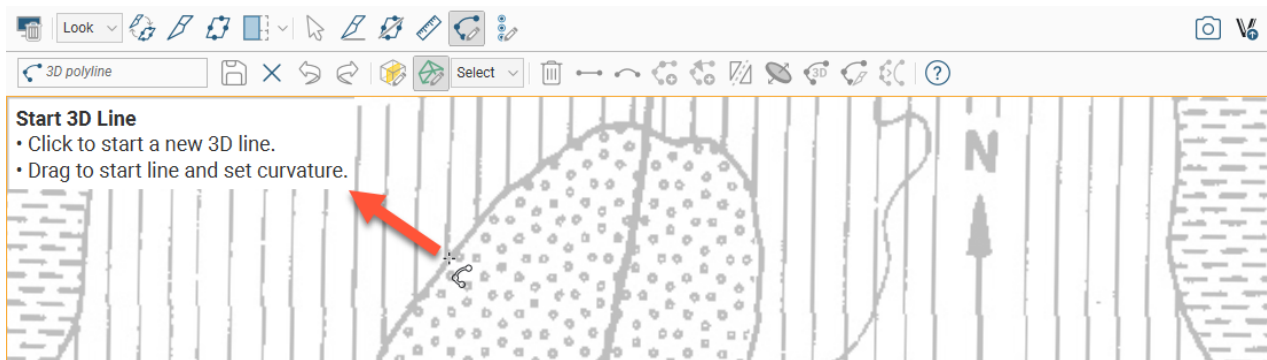 Look
3D polyline
Select
3D
?
Start 3D Line
• Click to start a new 3D line.
• Drag to start line and set curvature.
N